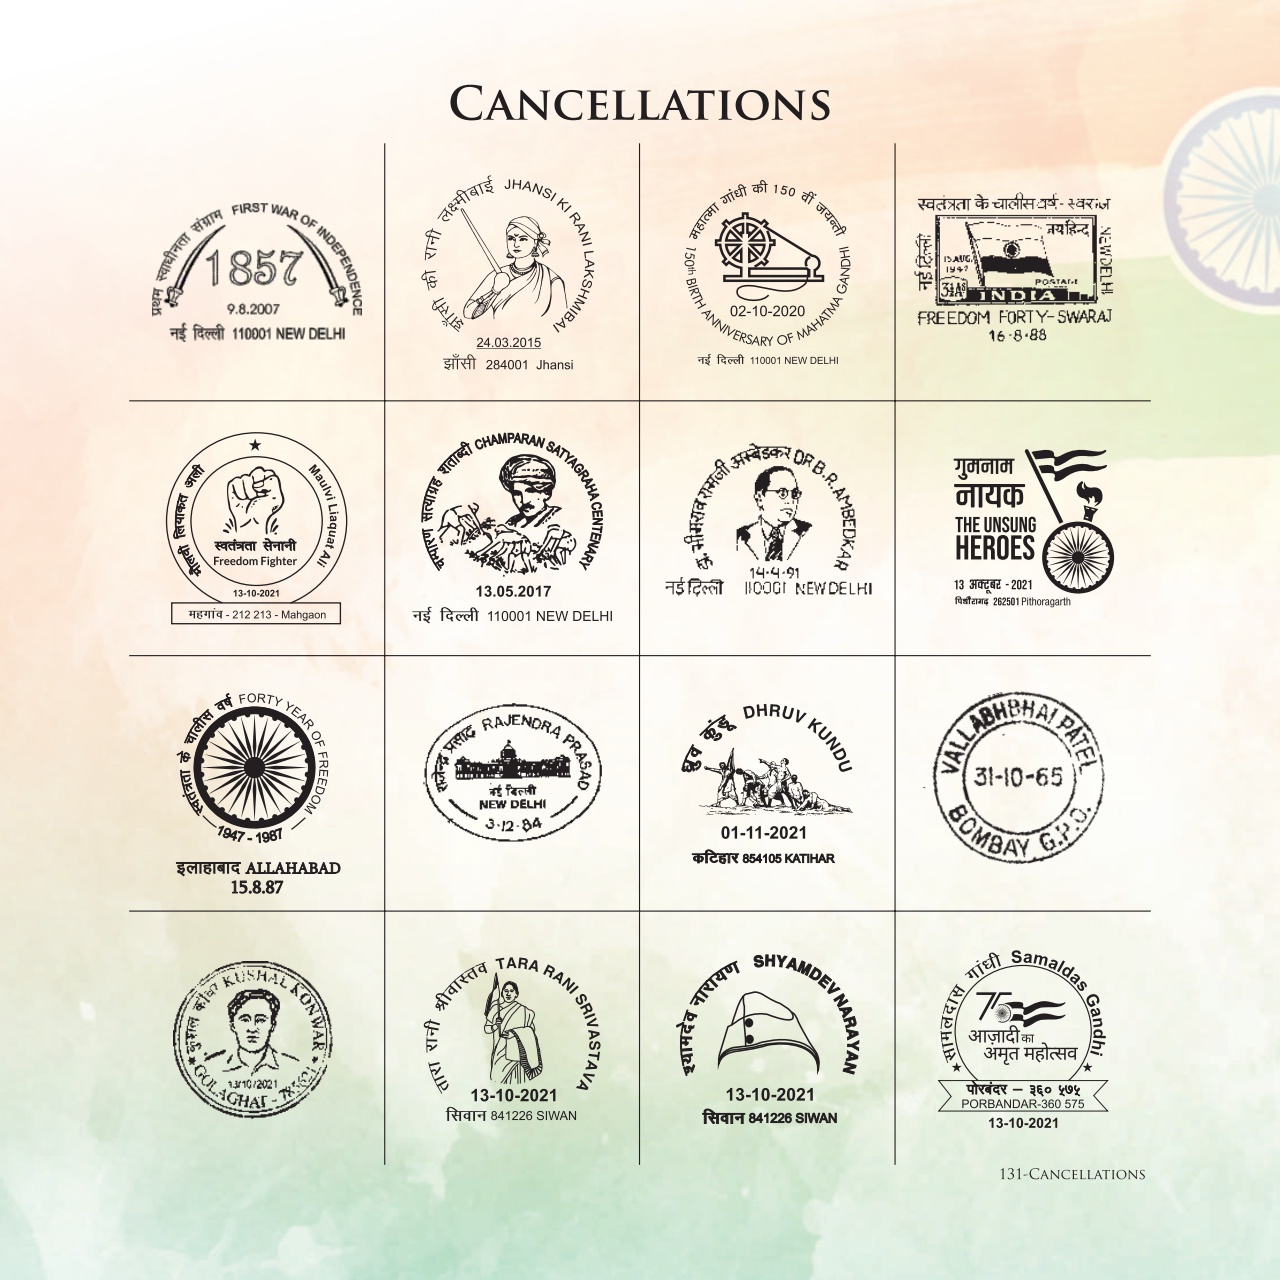 CANCELLATIONS
प्रथम स्वाधीनता संग्राम FIRST WAR OF INDEPENDENCE
1857
9.8.2007
नई दिल्ली 110001 NEW DELHI
झाँसी की रानी लक्ष्मीबाई JHANSI KI RANI LAKSHMIBAI
24.03.2015
झाँसी 284001 Jhansi
महात्मा गांधी की 150 वीं जयन्ती
150th BIRTH ANNIVERSARY OF MAHATMA GANDHI
02-10-2020
नई दिल्ली 110001 NEW DELHI
स्वतंत्रता के चालीस वर्ष - स्वराज
नई दिल्ली
NEW DELHI
जय हिन्द
15 AUG.
1947
POSTAGE
3½ AS
INDIA
FREEDOM FORTY-SWARAJ
16-8-88
मौलवी लियाकत अली
Maulvi Liaquat Ali
स्वतंत्रता सेनानी
Freedom Fighter
13-10-2021
महगांव - 212 213 - Mahgaon
चम्पारण सत्याग्रह शताब्दी CHAMPARAN SATYAGRAHA CENTENARY
13.05.2017
नई दिल्ली 110001 NEW DELHI
डॉ. भीमराव रामजी अम्बेडकर DR B.R. AMBEDKAR
14-4-91
नई दिल्ली 110001 NEW DELHI
गुमनाम
नायक
THE UNSUNG
HEROES
13 अक्टूबर - 2021
पिथौरागढ़ 262501 Pithoragarth
स्वतंत्रता के चालीस वर्ष FORTY YEAR OF FREEDOM
1947 - 1987
इलाहाबाद ALLAHABAD
15.8.87
राजेन्द्र प्रसाद RAJENDRA PRASAD
नई दिल्ली
NEW DELHI
3-12-84
ध्रुव कुंडू DHRUV KUNDU
01-11-2021
कटिहार 854105 KATIHAR
VALLABHBHAI PATEL
31-10-65
BOMBAY G.P.O.
कुशल कोंवर KUSHAL KONWAR
13/10/2021
GOLAGHAT -
तारा रानी श्रीवास्तव TARA RANI SRIVASTAVA
13-10-2021
सिवान 841226 SIWAN
श्यामदेव नारायण SHYAMDEV NARAYAN
13-10-2021
सिवान 841226 SIWAN
सामलदास गांधी Samaldas Gandhi
75
आज़ादी का
अमृत महोत्सव
पोरबंदर – ३६० ५७५
PORBANDAR-360 575
13-10-2021
131-CANCELLATIONS